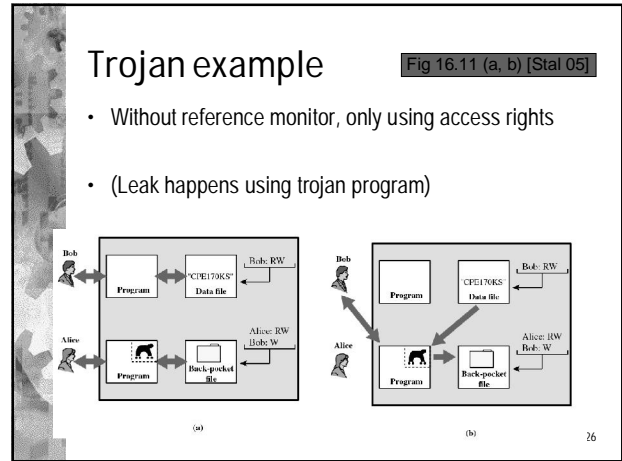 Trojan example
Fig 16.11 (a, b) [Stal 05]
• Without reference monitor, only using access rights
• (Leak happens using trojan program)
Bob
Program
"CPE170KS"
Data file
Bob: RW
Alice
Program
Back-pocket
file
Alice: RW
Bob: W
(a)
Bob
Program
"CPE170KS"
Data file
Bob: RW
Alice
Program
Back-pocket
file
Alice: RW
Bob: W
(b)
26